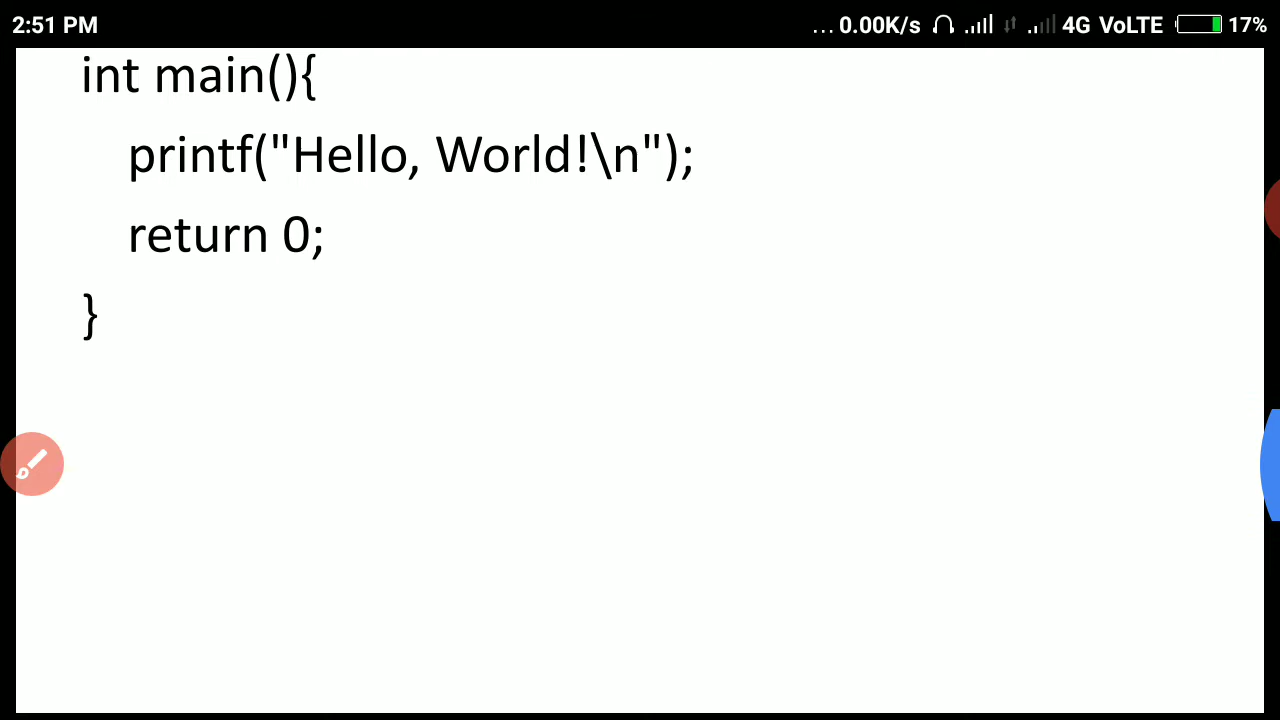 2:51 PM ... 0.00K/s 4G VoLTE 17%
int main(){
printf("Hello, World!\n");
return 0;
}